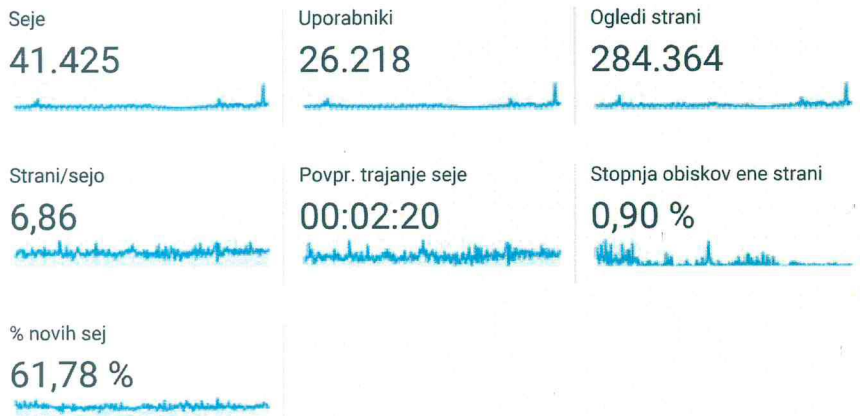 Seje
41.425
Uporabniki
26.218
Ogledi strani
284.364
Strani/sejo
6,86
Povpr. trajanje seje
00:02:20
Stopnja obiskov ene strani
0,90 %
% novih sej
61,78 %